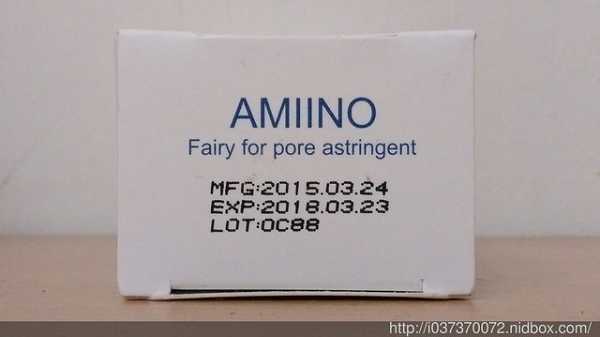 AMIINO
Fairy for pore astringent
MFG:2015.03.24
EXP:2018.03.23
LOT:0C88
http://i037370072.nidbox.com